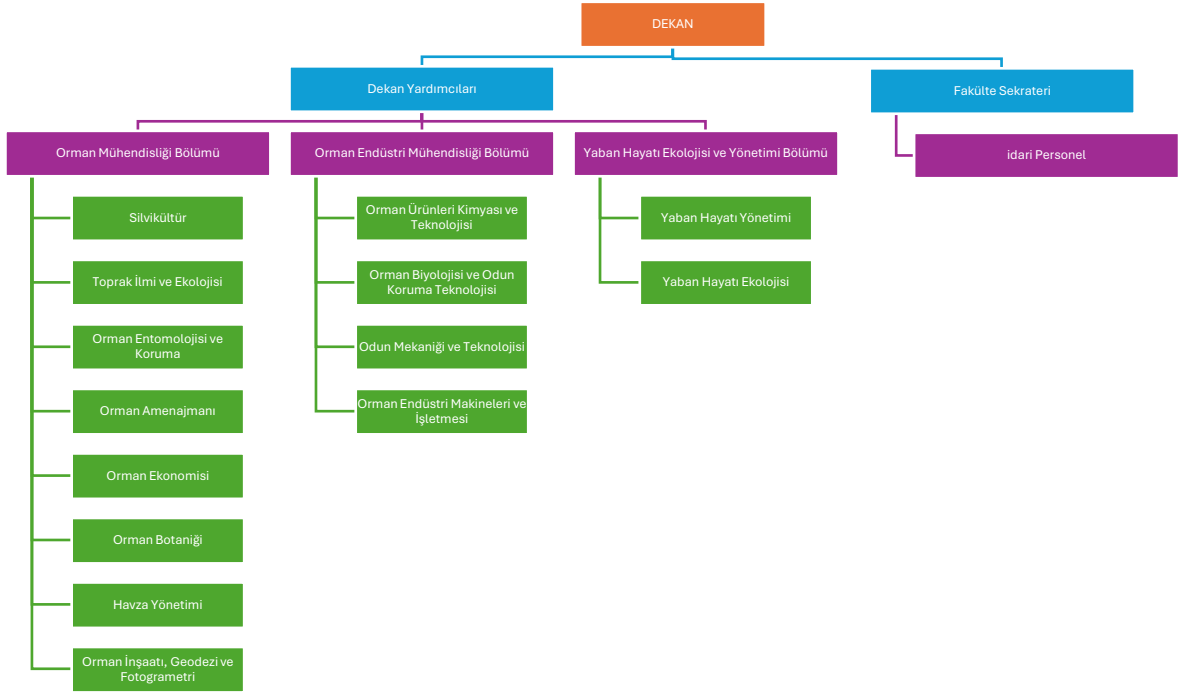 DEKAN
Dekan Yardımcıları
Fakülte Sekrateri
Orman Mühendisliği Bölümü
Orman Endüstri Mühendisliği Bölümü
Yaban Hayatı Ekolojisi ve Yönetimi Bölümü
idari Personel
Silvikültür
Toprak İlmi ve Ekolojisi
Orman Entomolojisi ve
Koruma
Orman Amenajmanı
Orman Ekonomisi
Orman Botaniği
Havza Yönetimi
Orman İnşaatı, Geodezi ve
Fotogrametri
Orman Ürünleri Kimyası ve
Teknolojisi
Orman Biyolojisi ve Odun
Koruma Teknolojisi
Odun Mekaniği ve Teknolojisi
Orman Endüstri Makineleri ve
İşletmesi
Yaban Hayatı Yönetimi
Yaban Hayatı Ekolojisi